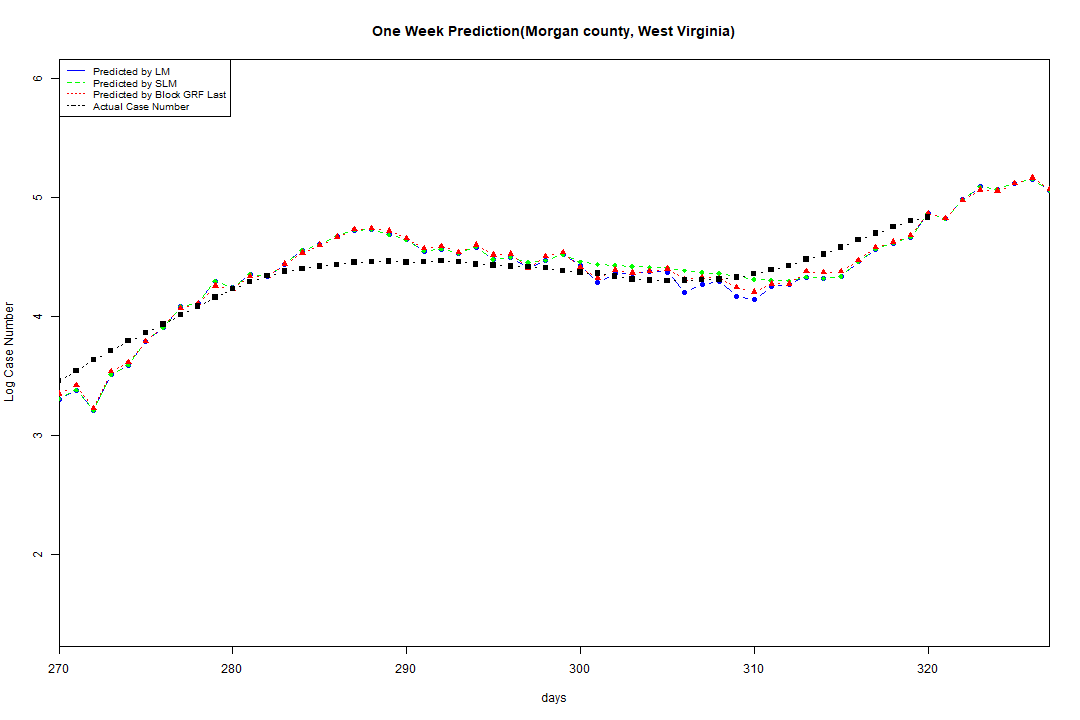 One Week Prediction(Morgan county, West Virginia)
Predicted by LM
Predicted by SLM
Predicted by Block GRF Last
Actual Case Number
6
5
4
3
2
Log Case Number
270 280 290 300 310 320
days